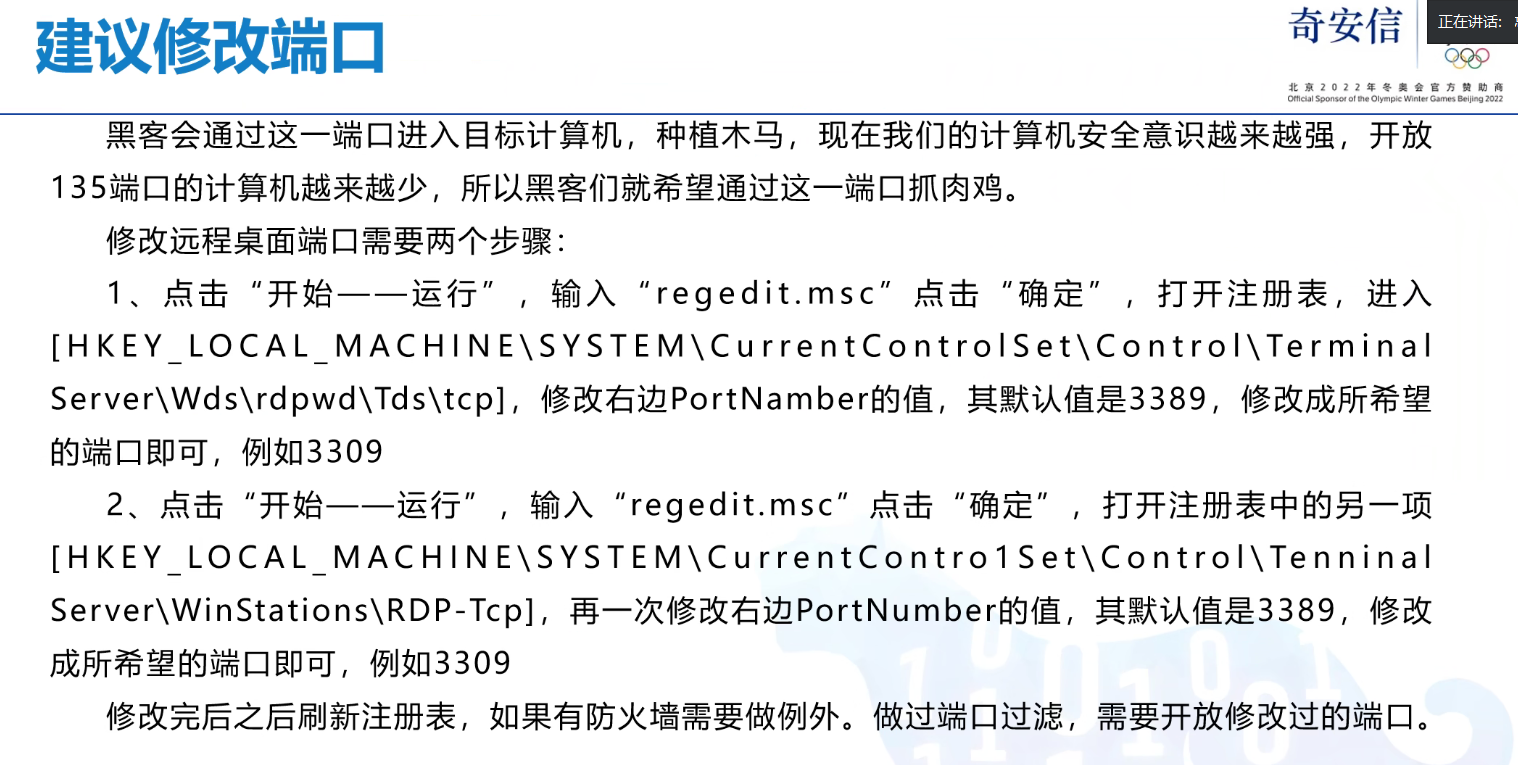 建议修改端口
奇安信
正在讲话:
北京2022年冬奥会官方赞助商
Official Sponsor of the Olympic Winter Games Beijing 2022
黑客会通过这一端口进入目标计算机，种植木马，现在我们的计算机安全意识越来越强，开放
135端口的计算机越来越少，所以黑客们就希望通过这一端口抓肉鸡。
修改远程桌面端口需要两个步骤：
1、点击“开始——运行”，输入“regedit.msc”点击“确定”，打开注册表，进入
[HKEY_LOCAL_MACHINE\SYSTEM\CurrentControlSet\Control\Terminal
Server\Wds\rdpwd\Tds\tcp]，修改右边PortNamber的值，其默认值是3389，修改成所希望
的端口即可，例如3309
2、点击“开始——运行”，输入“regedit.msc”点击“确定”，打开注册表中的另一项
[HKEY_LOCAL_MACHINE\SYSTEM\CurrentContro1Set\Control\Tenninal
Server\WinStations\RDP-Tcp]，再一次修改右边PortNumber的值，其默认值是3389，修改
成所希望的端口即可，例如3309
修改完后之后刷新注册表，如果有防火墙需要做例外。做过端口过滤，需要开放修改过的端口。